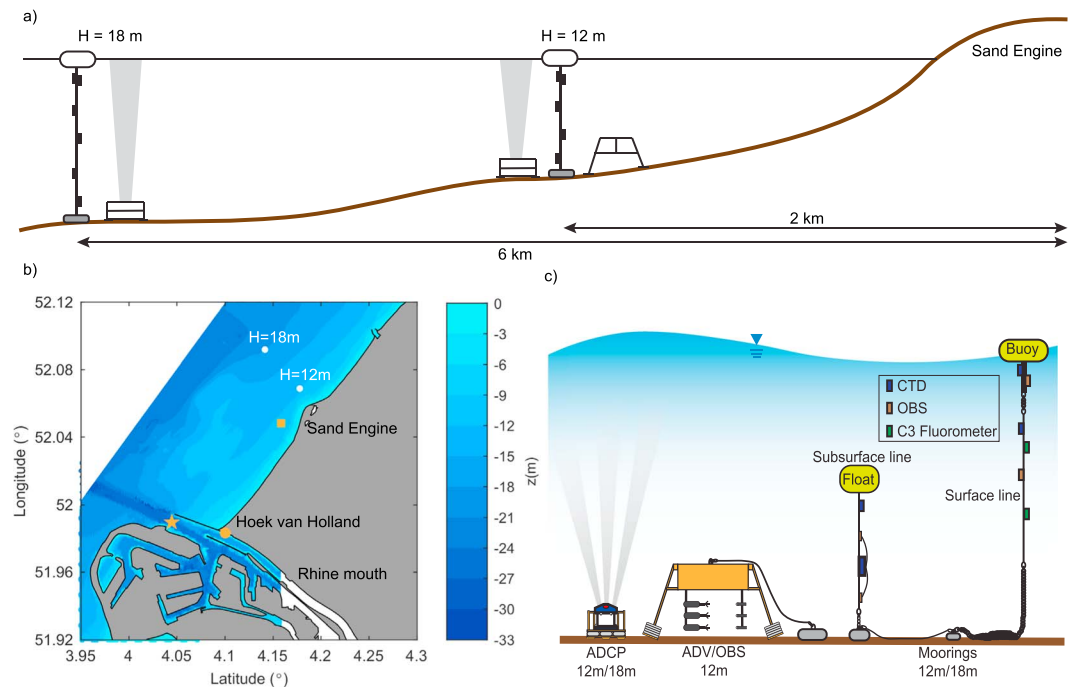 a)
H = 18 m
H = 12 m
Sand Engine
2 km
6 km
b)
52.12
52.08
52.04
52
51.96
51.92
Longitude (°)
3.95
4
4.05
4.1
4.15
4.2
4.25
4.3
Latitude (°)
H=18m
H=12m
Sand Engine
Hoek van Holland
Rhine mouth
0
-3
-6
-9
-12
-15
-18
-21
-24
-27
-30
-33
z(m)
c)
Buoy
CTD
OBS
C3 Fluorometer
Subsurface line
Float
Surface line
ADCP
12m/18m
ADV/OBS
12m
Moorings
12m/18m